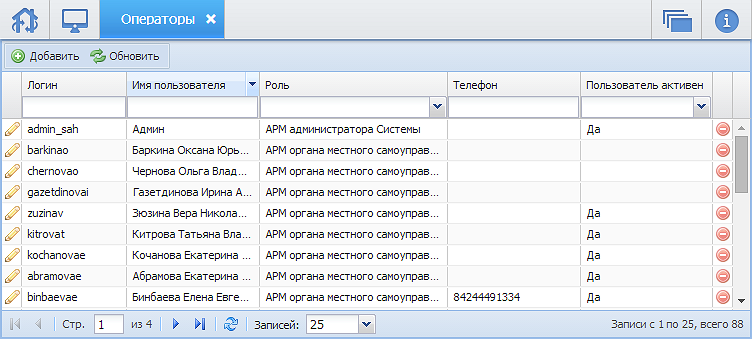 Операторы
Добавить Обновить
Логин Имя пользователя Роль Телефон Пользователь активен
admin_sah Админ АРМ администратора Системы Да
barkinao Баркина Оксана Юрь... АРМ органа местного самоуправ...
chernovao Чернова Ольга Влад... АРМ органа местного самоуправ...
gazetdinovai Газетдинова Ирина А... АРМ органа местного самоуправ...
zuzinav Зюзина Вера Никола... АРМ органа местного самоуправ... Да
kitrovat Китрова Татьяна Вла... АРМ органа местного самоуправ... Да
kochanovae Кочанова Екатерина ... АРМ органа местного самоуправ... Да
abramovae Абрамова Екатерина ... АРМ органа местного самоуправ... Да
binbaevae Бинбаева Елена Евге... АРМ органа местного самоуправ... 84244491334 Да
Стр. 1 из 4 Записей: 25 Записи с 1 по 25, всего 88